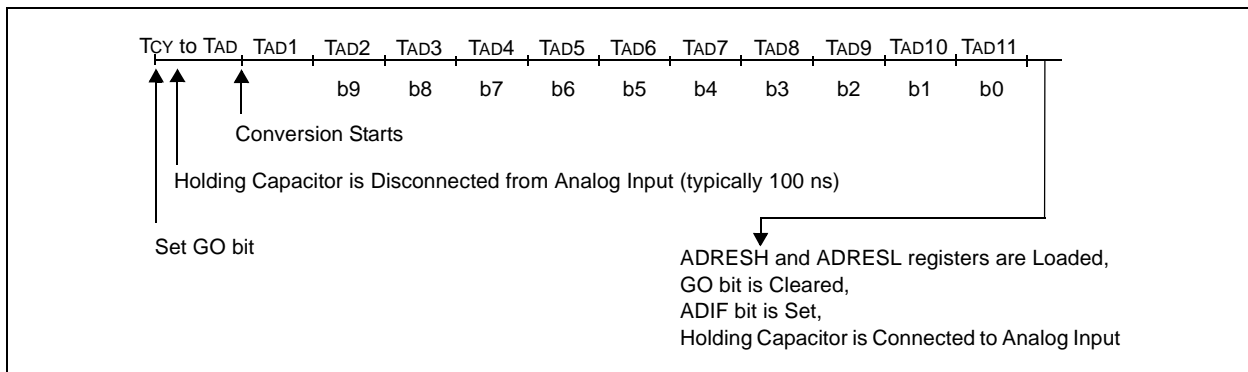 TCY to TAD TAD1 TAD2 TAD3 TAD4 TAD5 TAD6 TAD7 TAD8 TAD9 TAD10 TAD11
b9 b8 b7 b6 b5 b4 b3 b2 b1 b0
Conversion Starts
Holding Capacitor is Disconnected from Analog Input (typically 100 ns)
Set GO bit
ADRESH and ADRESL registers are Loaded,
GO bit is Cleared,
ADIF bit is Set,
Holding Capacitor is Connected to Analog Input